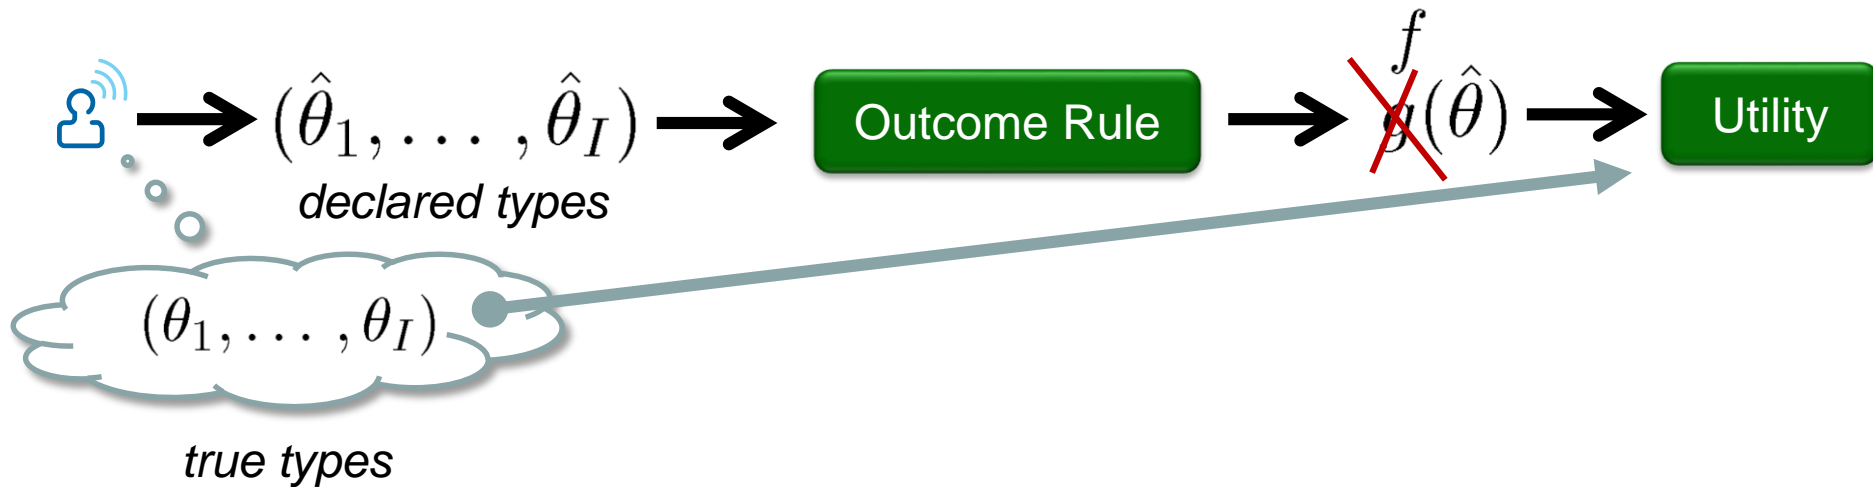 f
(θ̂₁, . . . , θ̂_I) Outcome Rule g(θ̂) Utility
declared types
(θ₁, . . . , θ_I)
true types